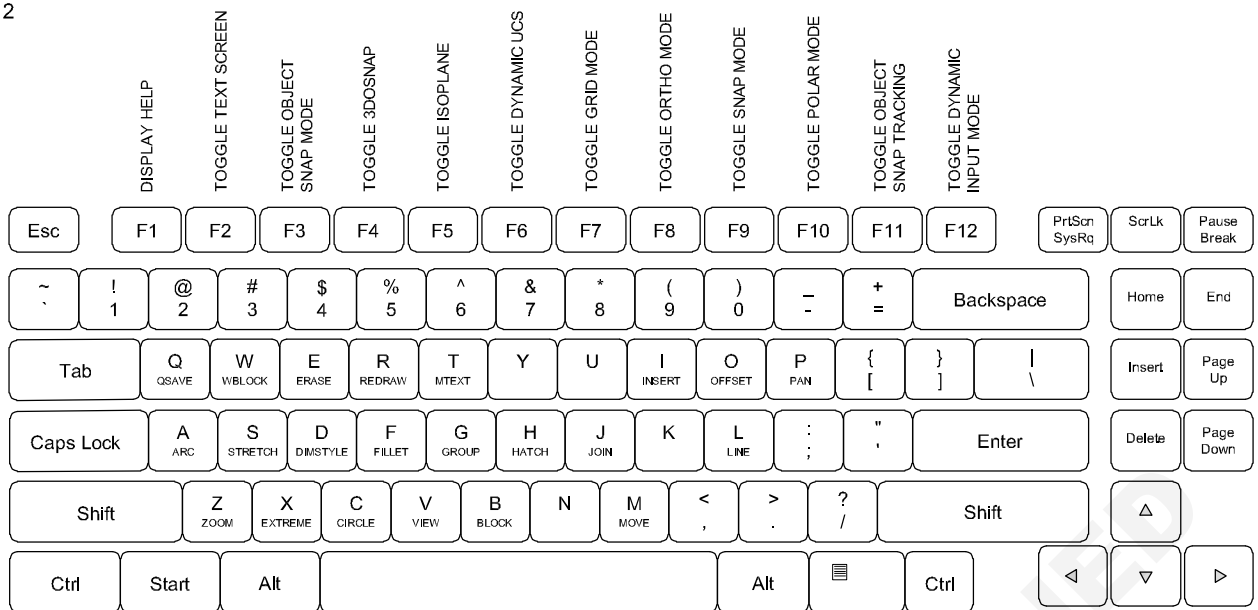 2
DISPLAY HELP
TOGGLE TEXT SCREEN
TOGGLE OBJECT
SNAP MODE
TOGGLE 3DOSNAP
TOGGLE ISOPLANE
TOGGLE DYNAMIC UCS
TOGGLE GRID MODE
TOGGLE ORTHO MODE
TOGGLE SNAP MODE
TOGGLE POLAR MODE
TOGGLE OBJECT
SNAP TRACKING
TOGGLE DYNAMIC
INPUT MODE
Esc F1 F2 F3 F4 F5 F6 F7 F8 F9 F10 F11 F12 PrtScn ScrLk Pause
SysRq Break
~ ! @ # $ % ^ & * ( ) _ +
` 1 2 3 4 5 6 7 8 9 0 - = Backspace Home End
Tab Q W E R T Y U I O P { } | Insert Page
QSAVE WBLOCK ERASE REDRAW MTEXT INSERT OFFSET PAN [ ] \ Up
Caps Lock A S D F G H J K L : " Enter Delete Page
ARC STRETCH DIMSTYLE FILLET GROUP HATCH JOIN LINE ; ' Down
Shift Z X C V B N M < > ? Shift
ZOOM EXTREME CIRCLE VIEW BLOCK MOVE , . /
Ctrl Start Alt Alt Ctrl